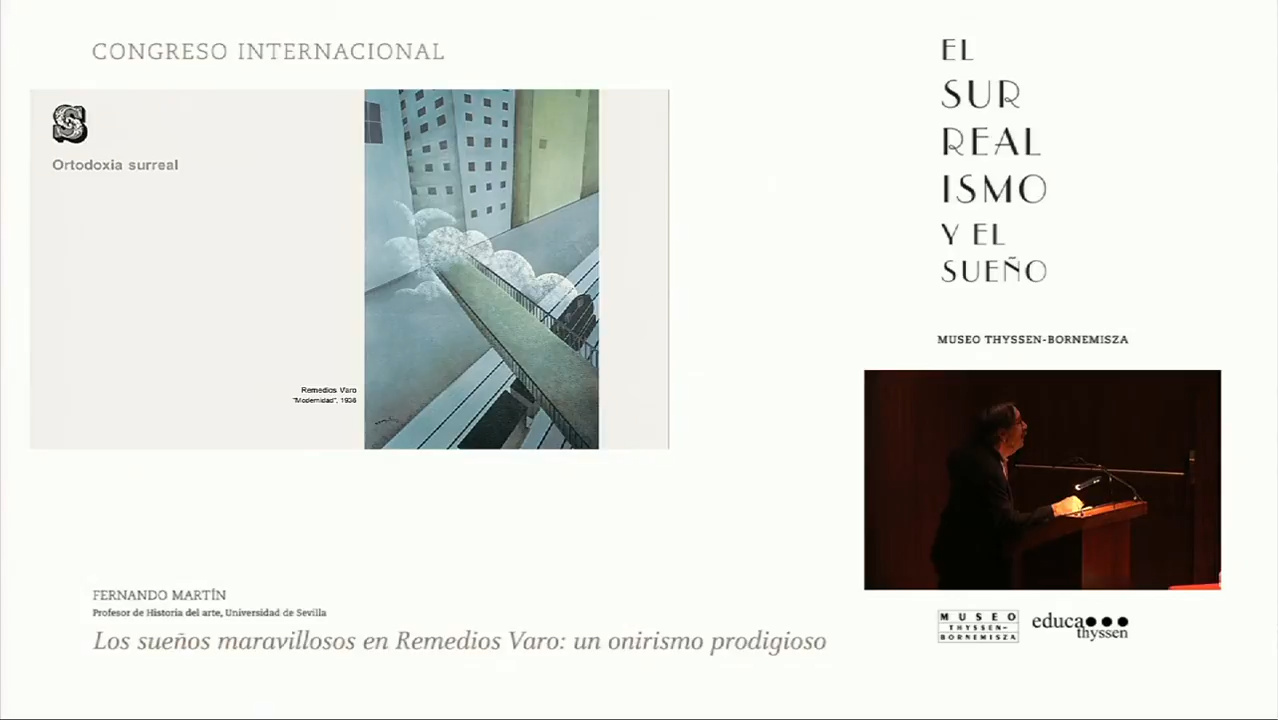 CONGRESO INTERNACIONAL
S
Ortodoxia surreal
Remedios Varo
"Modernidad", 1936
EL
SUR
REAL
ISMO
Y EL
SUEÑO
MUSEO THYSSEN-BORNEMISZA
FERNANDO MARTÍN
Profesor de Historia del arte, Universidad de Sevilla
Los sueños maravillosos en Remedios Varo: un onirismo prodigioso
MUSEO
THYSSEN-
BORNEMISZA
educa
thyssen